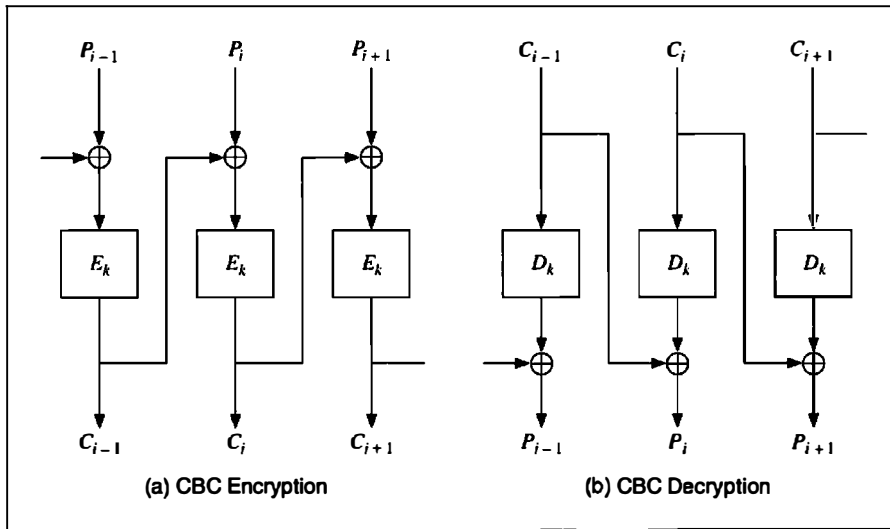 P_{i-1} P_i P_{i+1} C_{i-1} C_i C_{i+1}
E_k E_k E_k D_k D_k D_k
C_{i-1} C_i C_{i+1} P_{i-1} P_i P_{i+1}
(a) CBC Encryption (b) CBC Decryption